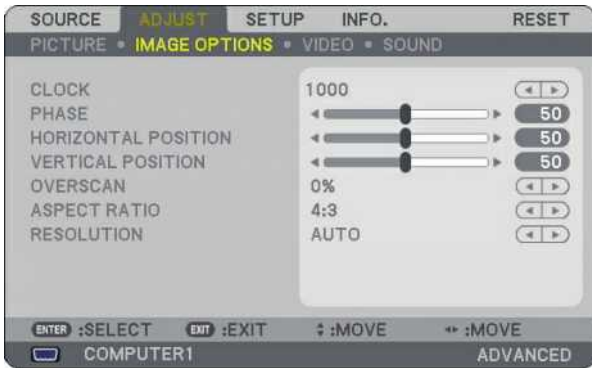 SOURCE ADJUST SETUP INFO. RESET
PICTURE • IMAGE OPTIONS • VIDEO • SOUND
CLOCK 1000
PHASE 50
HORIZONTAL POSITION 50
VERTICAL POSITION 50
OVERSCAN 0%
ASPECT RATIO 4:3
RESOLUTION AUTO
ENTER :SELECT EXIT :EXIT :MOVE :MOVE
COMPUTER1 ADVANCED